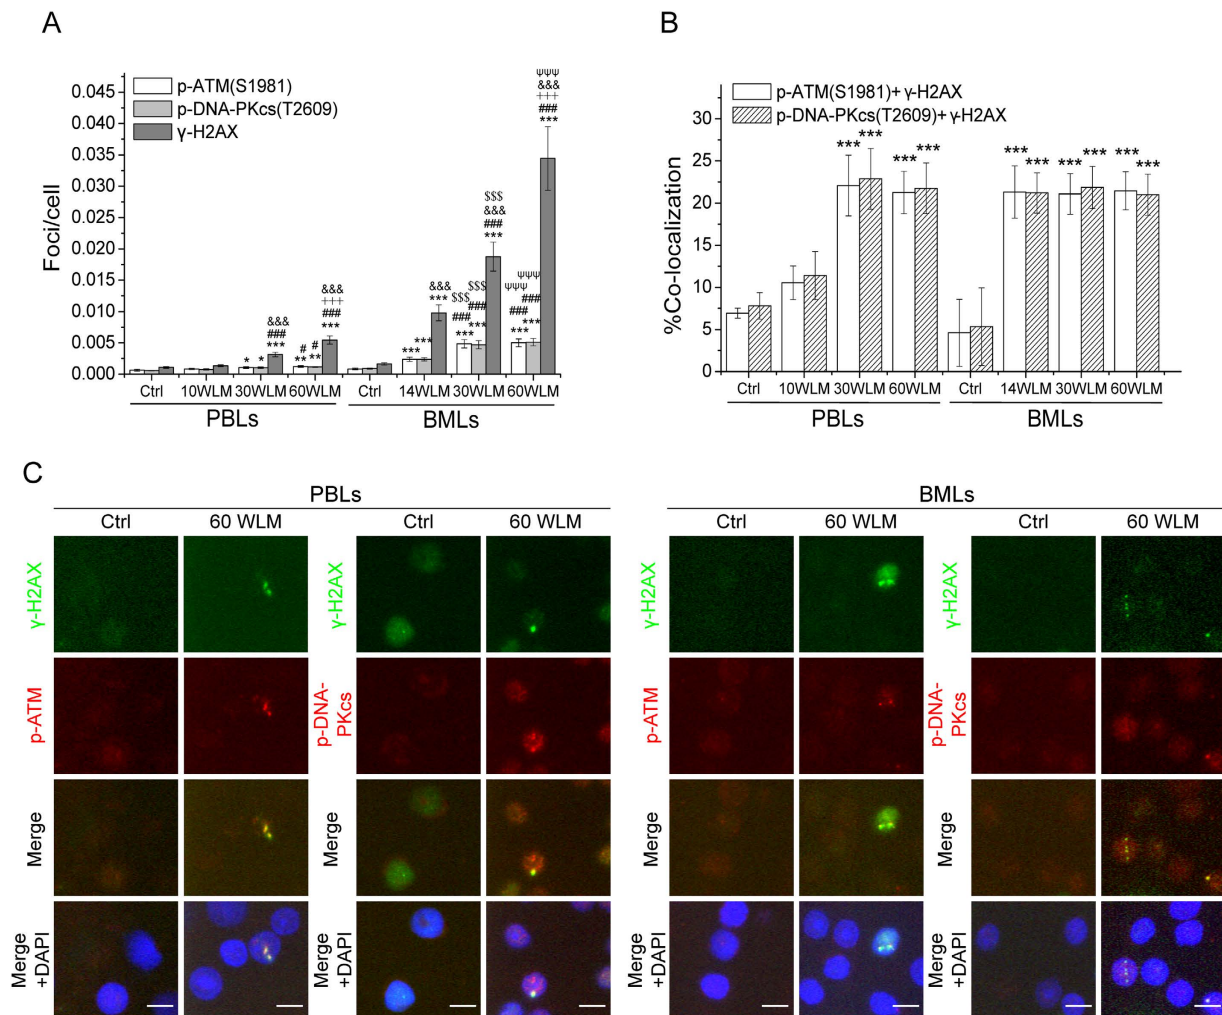 A
B
p-ATM(S1981)
p-DNA-PKcs(T2609)
γ-H2AX
Foci/cell
0.045
0.040
0.035
0.030
0.025
0.020
0.015
0.010
0.005
0.000
* *
&&&
###
***
#
**
#
**
&&&
+++
###
***
***
***
&&&
***
$$$
###
***
$$$
###
***
$$$
&&&
###
***
ψψψ
###
***
ψψψ
###
***
ψψψ
&&&
+++
###
***
Ctrl 10WLM 30WLM 60WLM Ctrl 14WLM 30WLM 60WLM
PBLs BMLs
p-ATM(S1981)+γ-H2AX
p-DNA-PKcs(T2609)+γ-H2AX
%Co-localization
30
25
20
15
10
5
0
*** *** *** *** *** *** *** *** *** ***
Ctrl 10WLM 30WLM 60WLM Ctrl 14WLM 30WLM 60WLM
PBLs BMLs
C
PBLs BMLs
Ctrl 60 WLM Ctrl 60 WLM Ctrl 60 WLM Ctrl 60 WLM
γ-H2AX γ-H2AX γ-H2AX γ-H2AX
p-ATM p-DNA-PKcs p-ATM p-DNA-PKcs
Merge Merge Merge Merge
Merge +DAPI Merge +DAPI Merge +DAPI Merge +DAPI